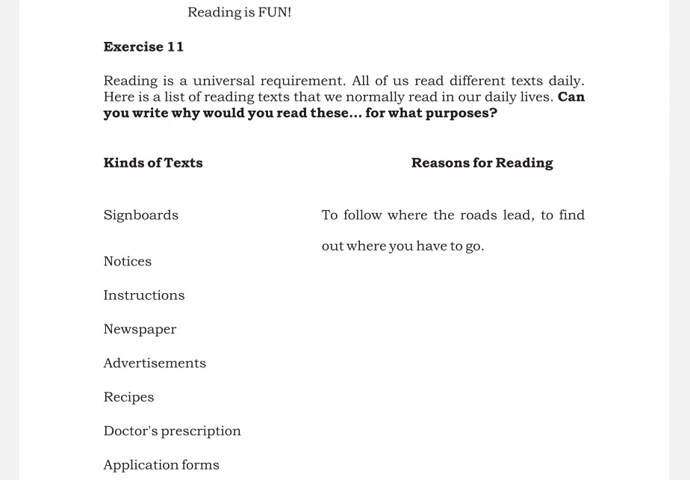 Reading is FUN!
Exercise 11
Reading is a universal requirement. All of us read different texts daily.
Here is a list of reading texts that we normally read in our daily lives. Can
you write why would you read these... for what purposes?
Kinds of Texts Reasons for Reading
Signboards To follow where the roads lead, to find
out where you have to go.
Notices
Instructions
Newspaper
Advertisements
Recipes
Doctor's prescription
Application forms